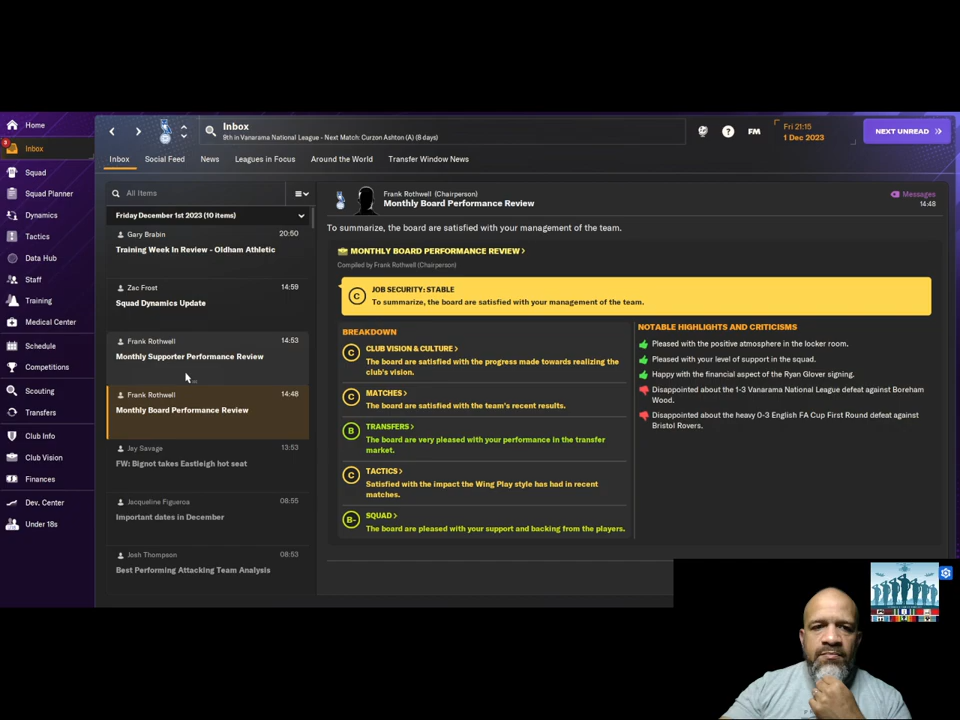 Home
3
Inbox
Squad
Squad Planner
Dynamics
Tactics
Data Hub
Staff
Training
Medical Center
Schedule
Competitions
Scouting
Transfers
Club Info
Club Vision
Finances
Dev. Center
Under 18s
Inbox
9th in Vanarama National League - Next Match: Curzon Ashton (A) (8 days)
FM
Fri 21:15
1 Dec 2023
NEXT UNREAD
Inbox
Social Feed
News
Leagues in Focus
Around the World
Transfer Window News
All Items
Friday December 1st 2023 (10 items)
Gary Brabin
20:50
Training Week In Review - Oldham Athletic
Zac Frost
14:59
Squad Dynamics Update
Frank Rothwell
14:53
Monthly Supporter Performance Review
Frank Rothwell
14:48
Monthly Board Performance Review
Jay Savage
13:53
FW: Bignot takes Eastleigh hot seat
Jacqueline Figueroa
08:55
Important dates in December
Josh Thompson
08:53
Best Performing Attacking Team Analysis
Frank Rothwell (Chairperson)
Monthly Board Performance Review
Messages
14:48
To summarize, the board are satisfied with your management of the team.
MONTHLY BOARD PERFORMANCE REVIEW >
Compiled by Frank Rothwell (Chairperson)
C
JOB SECURITY: STABLE
To summarize, the board are satisfied with your management of the team.
BREAKDOWN
C
CLUB VISION & CULTURE >
The board are satisfied with the progress made towards realizing the
club's vision.
C
MATCHES >
The board are satisfied with the team's recent results.
B
TRANSFERS >
The board are very pleased with your performance in the transfer
market.
C
TACTICS >
Satisfied with the impact the Wing Play style has had in recent
matches.
B-
SQUAD >
The board are pleased with your support and backing from the players.
NOTABLE HIGHLIGHTS AND CRITICISMS
Pleased with the positive atmosphere in the locker room.
Pleased with your level of support in the squad.
Happy with the financial aspect of the Ryan Glover signing.
Disappointed about the 1-3 Vanarama National League defeat against Boreham
Wood.
Disappointed about the heavy 0-3 English FA Cup First Round defeat against
Bristol Rovers.